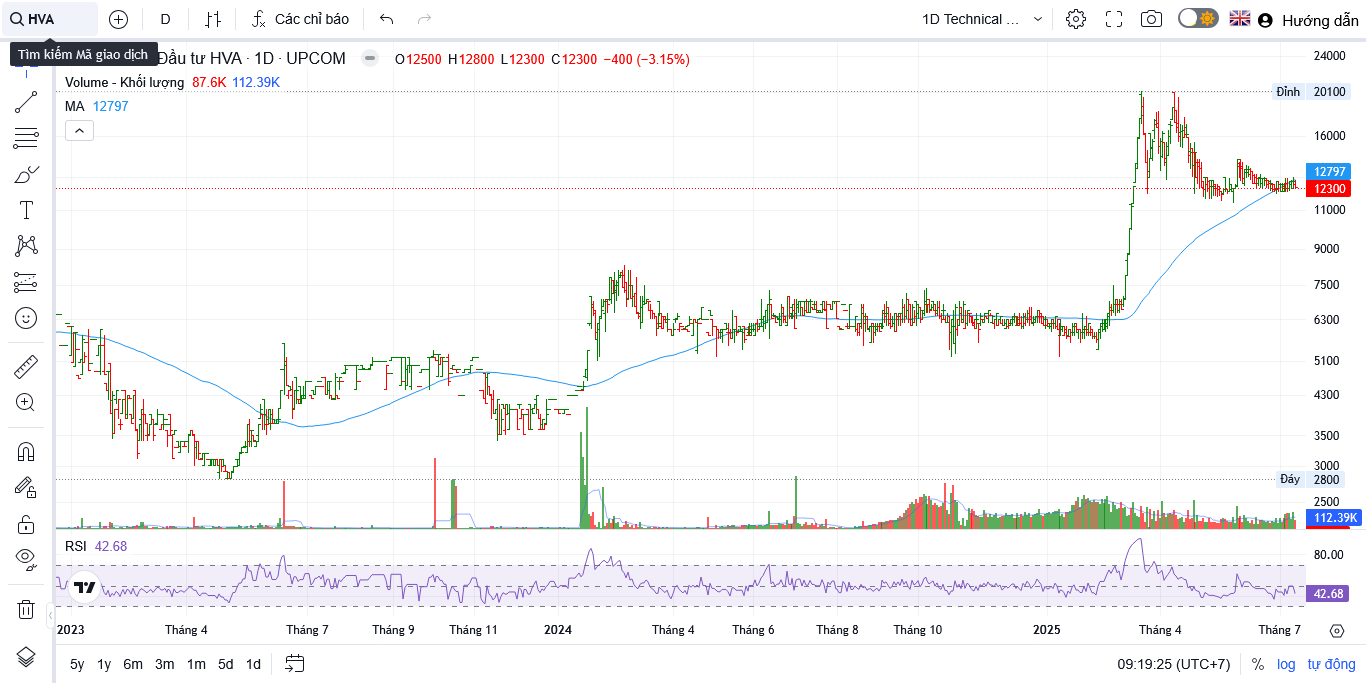 HVA
D
Các chỉ báo
1D Technical ...
Hướng dẫn
Tìm kiếm Mã giao dịch
Đầu tư HVA · 1D · UPCOM
O12500 H12800 L12300 C12300 −400 (−3.15%)
Volume - Khối lượng 87.6K 112.39K
MA 12797
24000
Đỉnh 20100
16000
12797
12300
11000
9000
7500
6300
5100
4300
3500
3000
Đáy 2800
2500
112.39K
RSI 42.68
80.00
42.68
2023 Tháng 4 Tháng 7 Tháng 9 Tháng 11 2024 Tháng 4 Tháng 6 Tháng 8 Tháng 10 2025 Tháng 4 Tháng 7
5y 1y 6m 3m 1m 5d 1d
09:19:25 (UTC+7) % log tự động